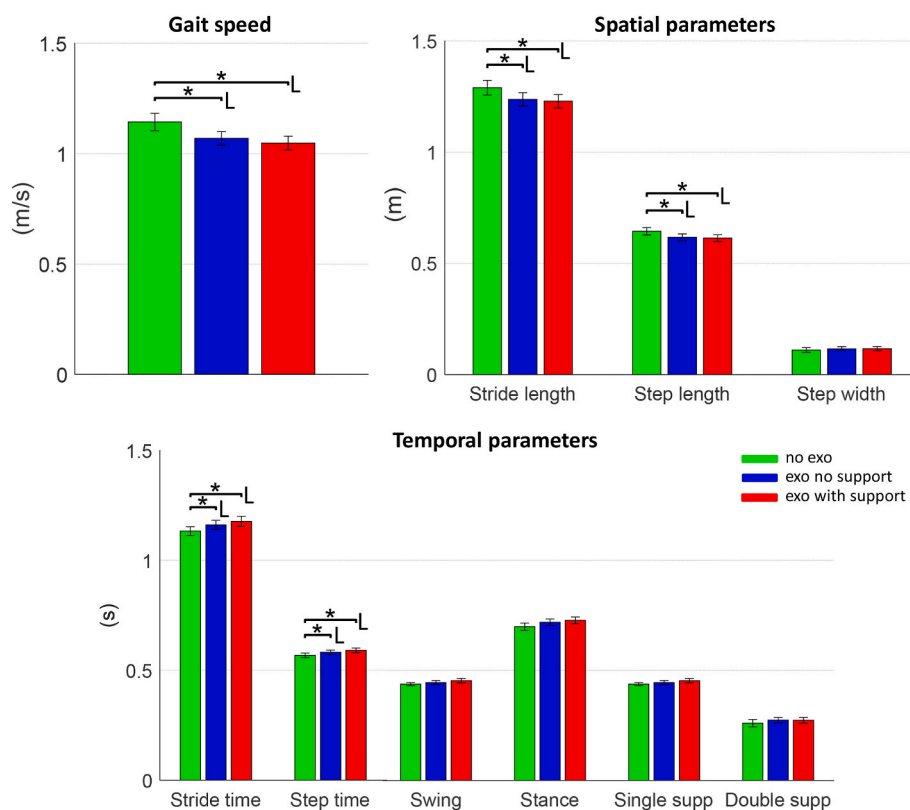 Gait speed
1.5
1
0.5
0
(m/s)
* L
* L
Spatial parameters
1.5
1
0.5
0
(m)
* L
* L
* L
* L
Stride length Step length Step width
Temporal parameters
1.5
1
0.5
0
(s)
no exo
exo no support
exo with support
* L
* L
* L
* L
Stride time Step time Swing Stance Single supp Double supp